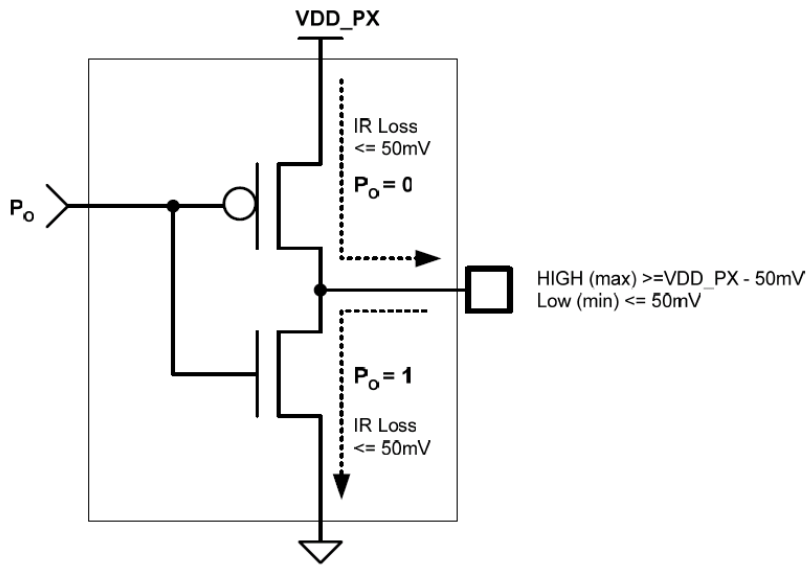 VDD_PX
IR Loss
<= 50mV
Po = 0
Po
HIGH (max) >=VDD_PX - 50mV
Low (min) <= 50mV
Po = 1
IR Loss
<= 50mV